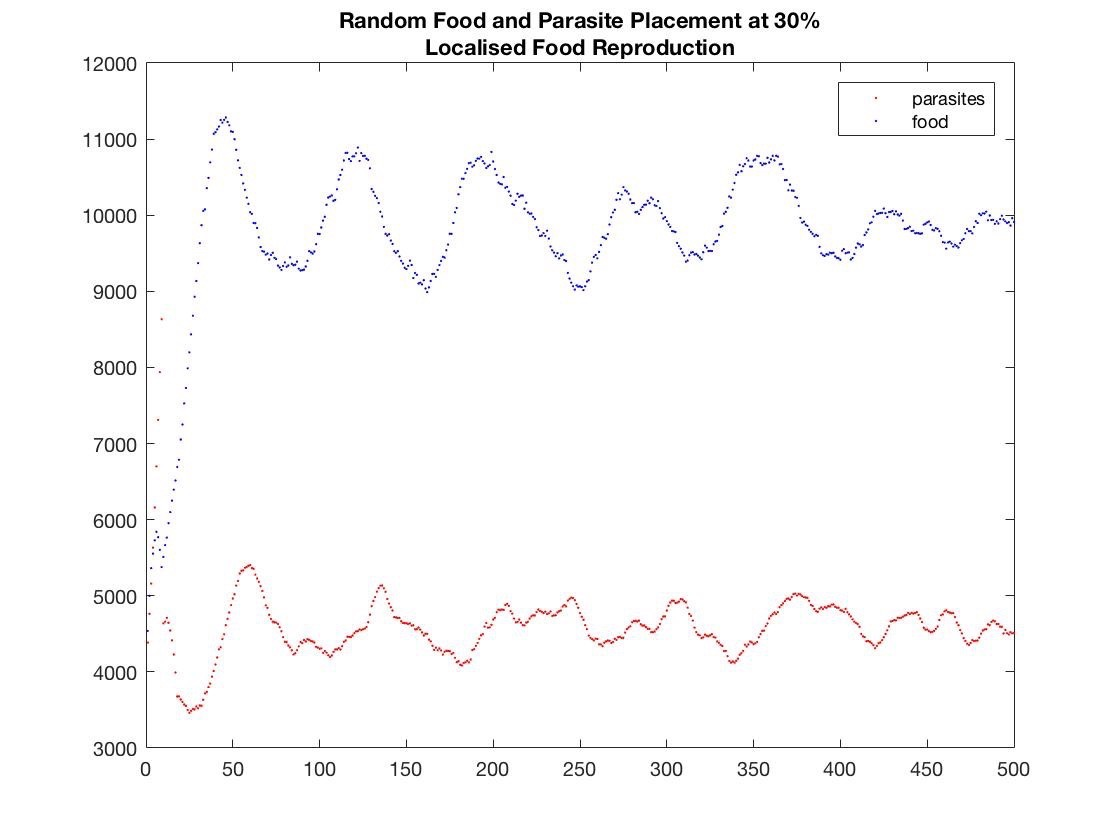 Random Food and Parasite Placement at 30%
Localised Food Reproduction
12000
11000
10000
9000
8000
7000
6000
5000
4000
3000
0 50 100 150 200 250 300 350 400 450 500
parasites
food